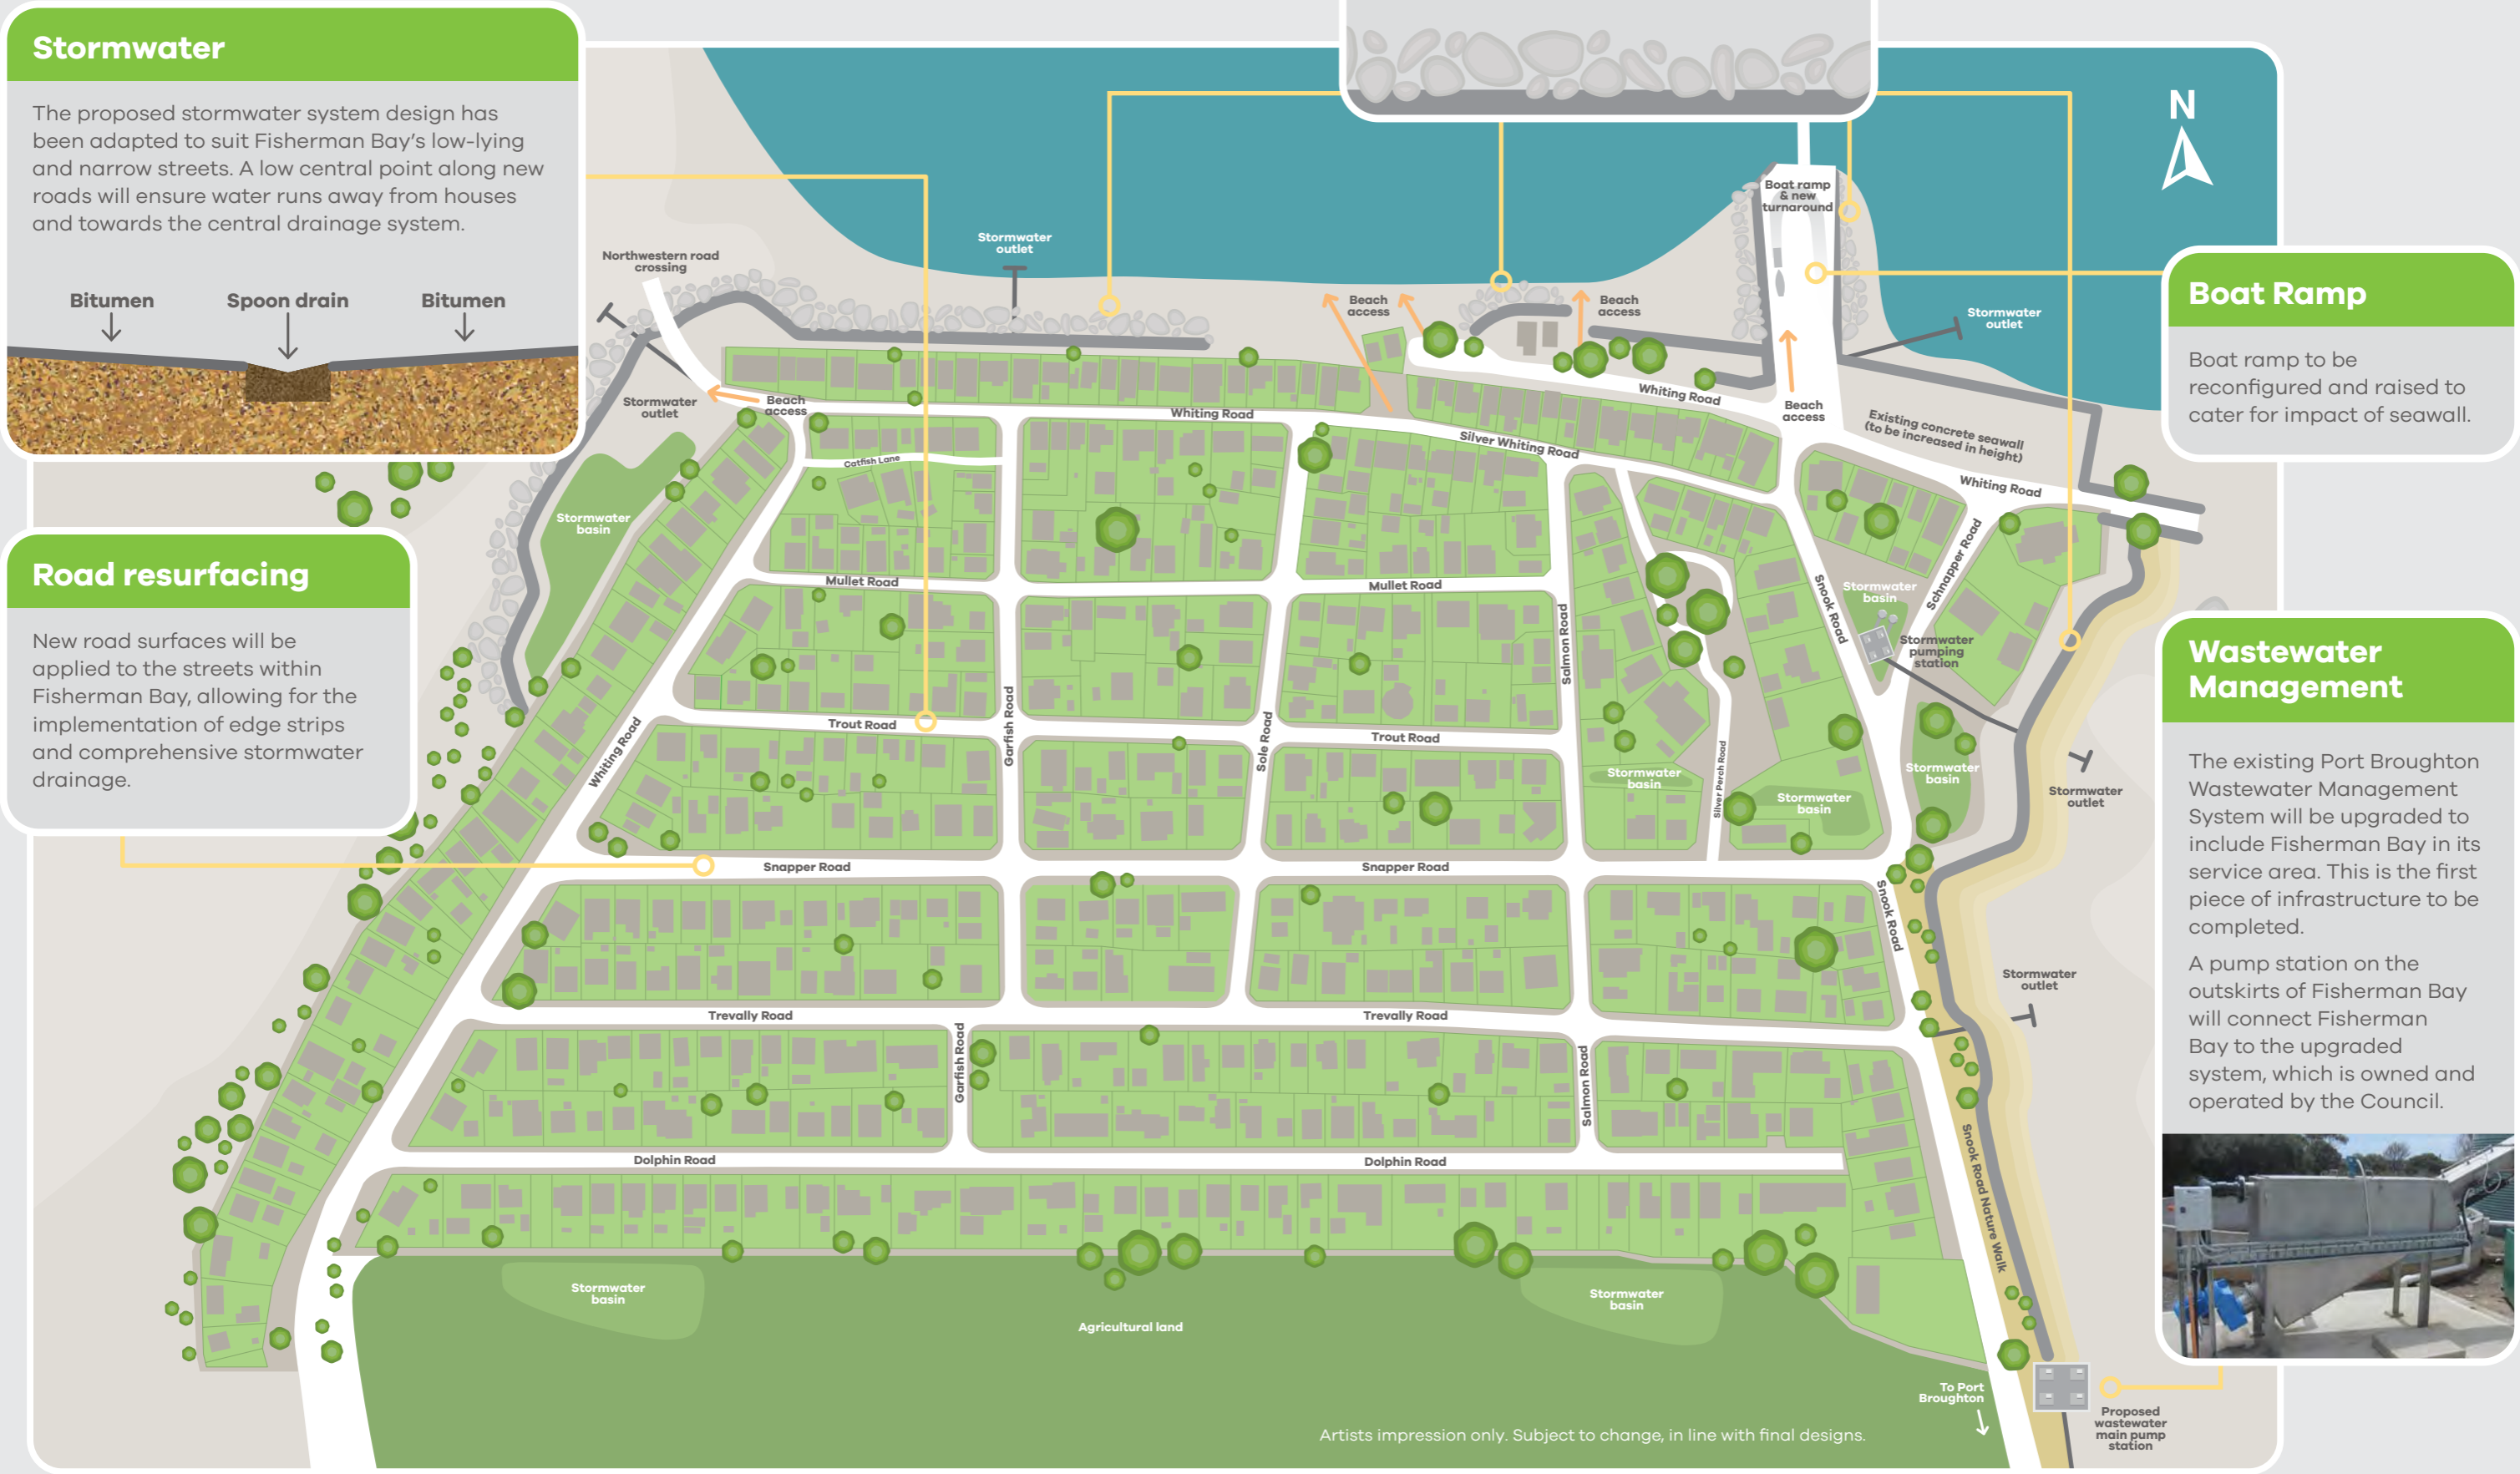 Stormwater
The proposed stormwater system design has
been adapted to suit Fisherman Bay’s low-lying
and narrow streets. A low central point along new
roads will ensure water runs away from houses
and towards the central drainage system.
Bitumen
Spoon drain
Bitumen
Road resurfacing
New road surfaces will be
applied to the streets within
Fisherman Bay, allowing for the
implementation of edge strips
and comprehensive stormwater
drainage.
N
Boat Ramp
Boat ramp to be
reconfigured and raised to
cater for impact of seawall.
Wastewater
Management
The existing Port Broughton
Wastewater Management
System will be upgraded to
include Fisherman Bay in its
service area. This is the first
piece of infrastructure to be
completed.
A pump station on the
outskirts of Fisherman Bay
will connect Fisherman
Bay to the upgraded
system, which is owned and
operated by the Council.
Boat ramp
& new
turnaround
Stormwater
outlet
Northwestern road
crossing
Beach
access
Beach
access
Stormwater
outlet
Stormwater
outlet
Beach
access
Beach
access
Whiting Road
Whiting Road
Existing concrete seawall
(to be increased in height)
Silver Whiting Road
Catfish Lane
Whiting Road
Stormwater
basin
Schnapper Road
Mullet Road
Mullet Road
Snook Road
Stormwater
basin
Stormwater
pumping
station
Salmon Road
Garfish Road
Sole Road
Whiting Road
Trout Road
Trout Road
Silver Perch Road
Stormwater
basin
Stormwater
basin
Stormwater
basin
Stormwater
outlet
Snapper Road
Snapper Road
Snook Road
Stormwater
outlet
Trevally Road
Trevally Road
Garfish Road
Salmon Road
Dolphin Road
Dolphin Road
Snook Road Nature Walk
Stormwater
basin
Stormwater
basin
Agricultural land
To Port
Broughton
Proposed
wastewater
main pump
station
Artists impression only. Subject to change, in line with final designs.